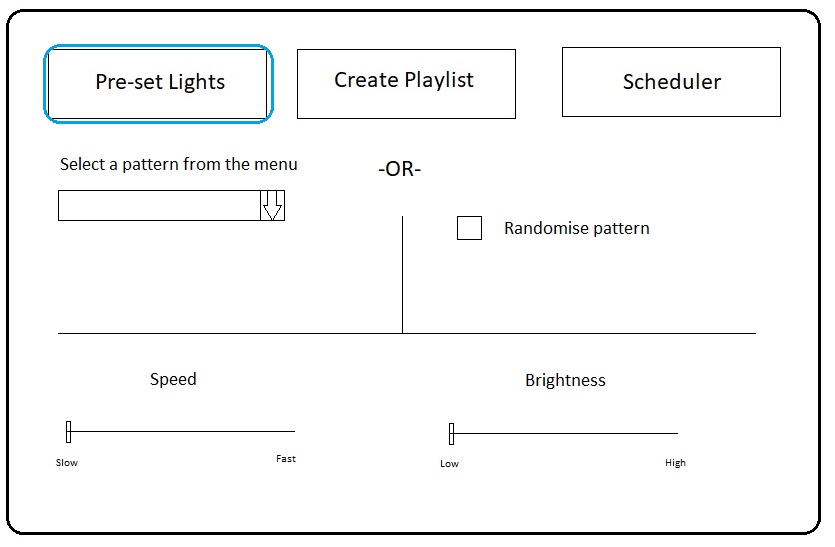 Pre-set Lights
Create Playlist
Scheduler
Select a pattern from the menu
-OR-
Randomise pattern
Speed
Brightness
Slow
Fast
Low
High